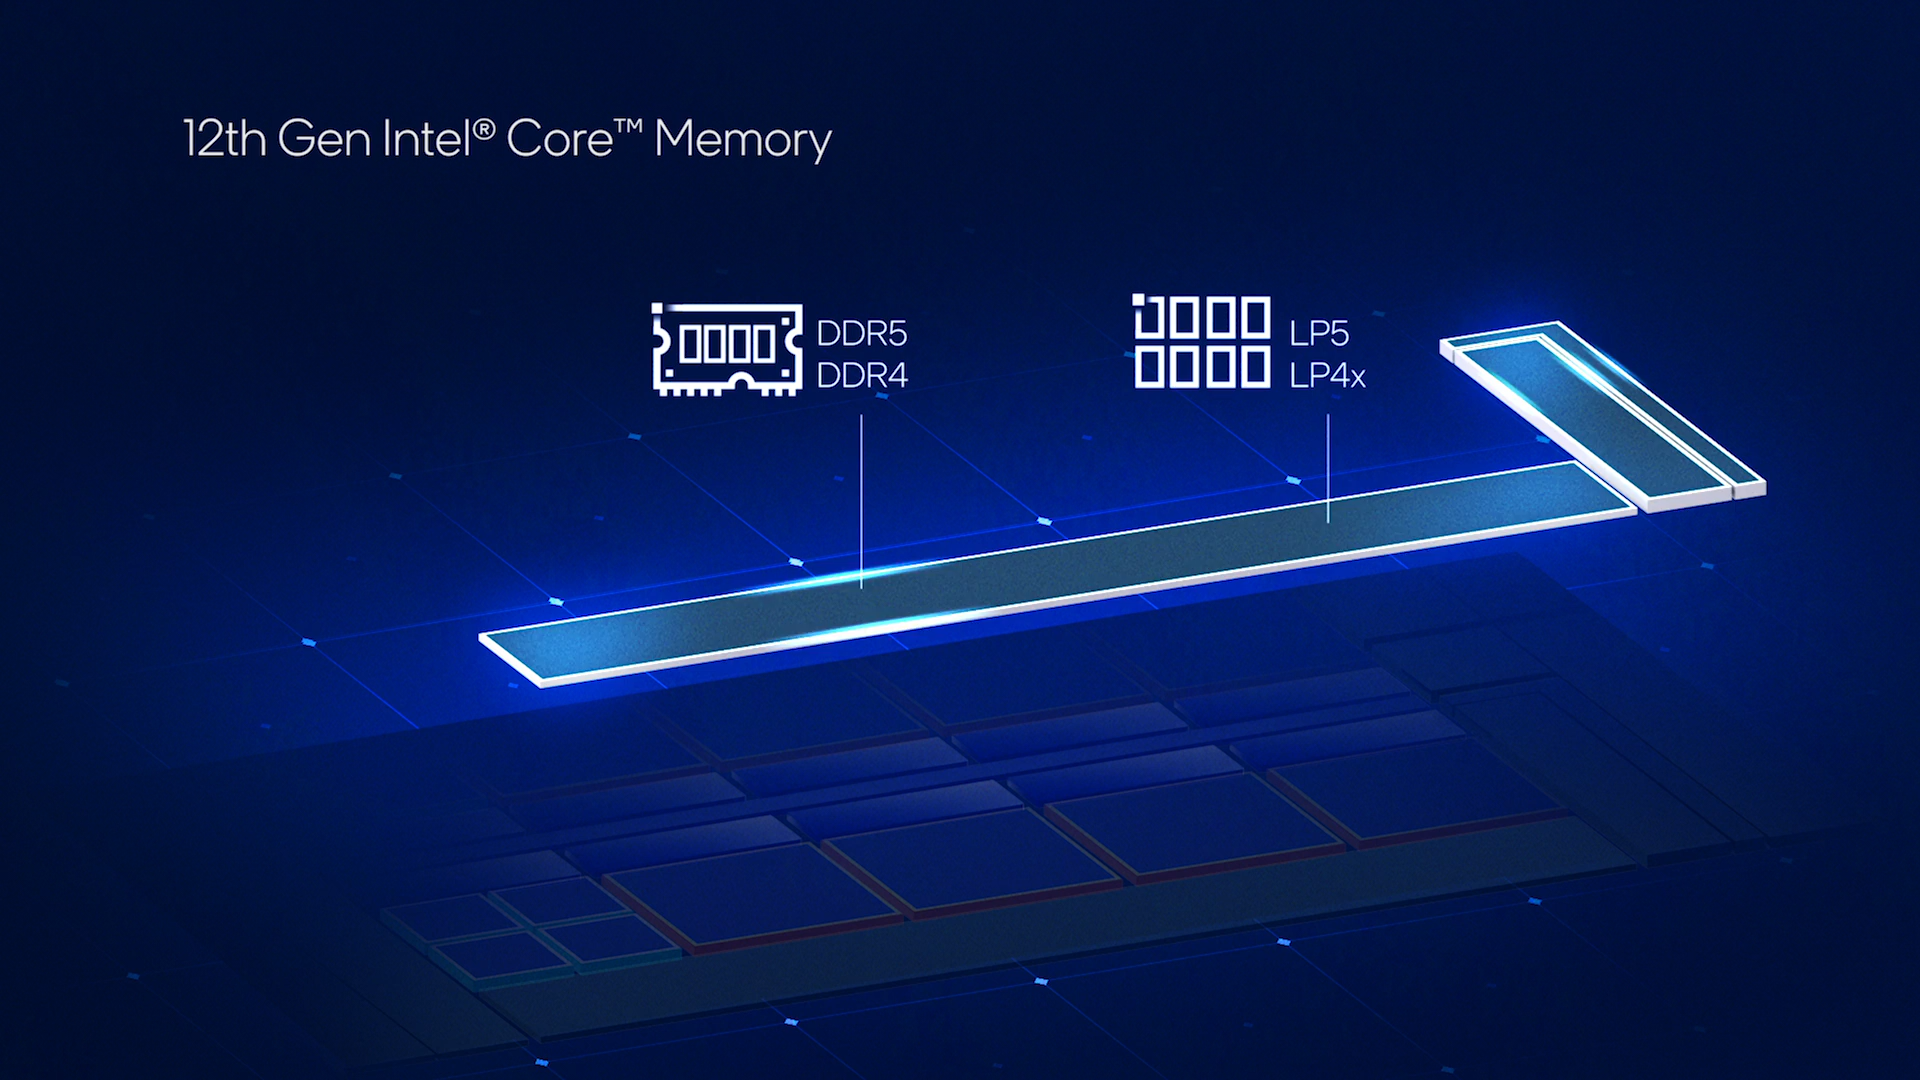 12th Gen Intel® Core™ Memory
DDR5
DDR4
LP5
LP4x